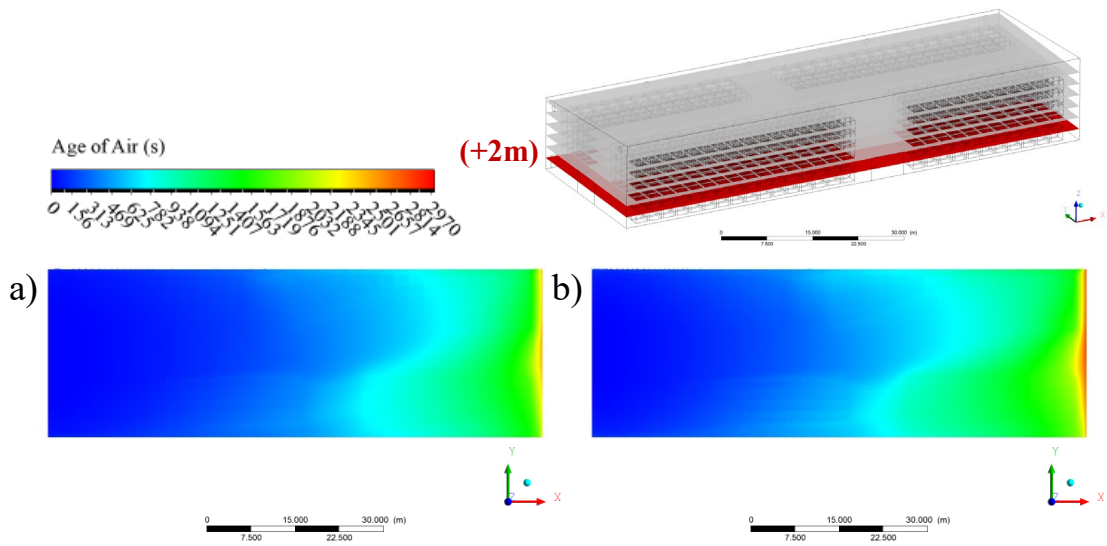 Age of Air (s)
0 156 313 469 625 782 938 1094 1251 1407 1563 1719 1876 2032 2188 2345 2501 2657 2814 2970
(+2m)
Z
Y
X
0 15.000 30.000 (m)
7.500 22.500
a)
b)
Y
Z
X
Y
Z
X
0 15.000 30.000 (m)
7.500 22.500
0 15.000 30.000 (m)
7.500 22.500